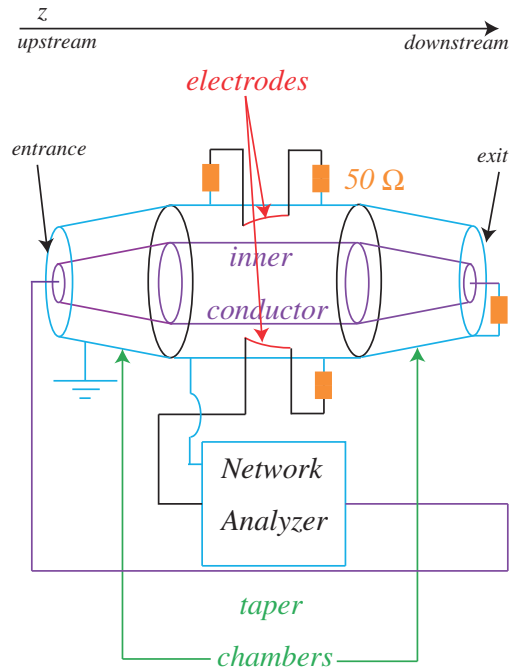 z
upstream
downstream
electrodes
entrance
exit
50 Ω
inner
conductor
Network
Analyzer
taper
chambers